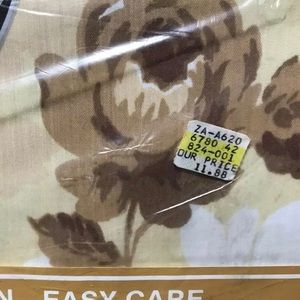 ZA-A620
6780 42
824-001
OUR PRICE
11.88
EASY CARE